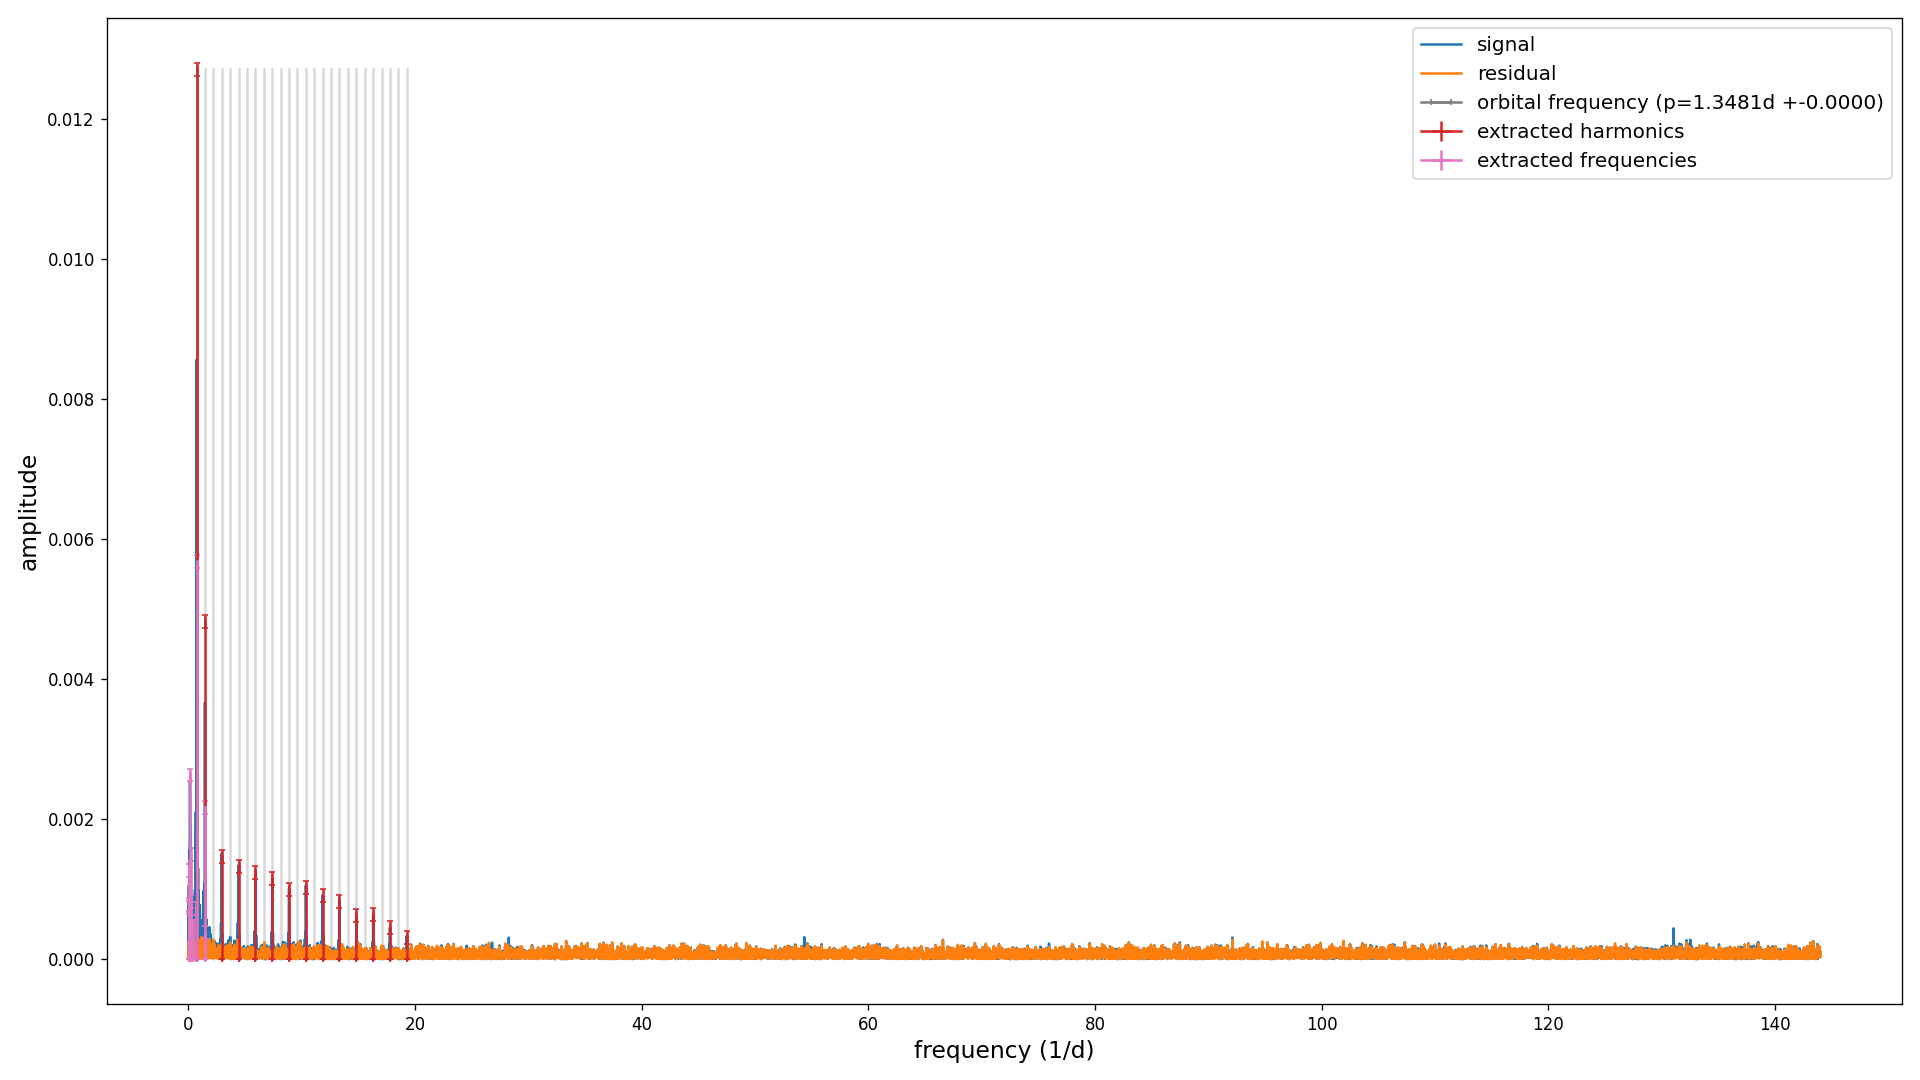 signal
residual
orbital frequency (p=1.3481d +-0.0000)
extracted harmonics
extracted frequencies
0.012
0.010
0.008
0.006
0.004
0.002
0.000
amplitude
0 20 40 60 80 100 120 140
frequency (1/d)